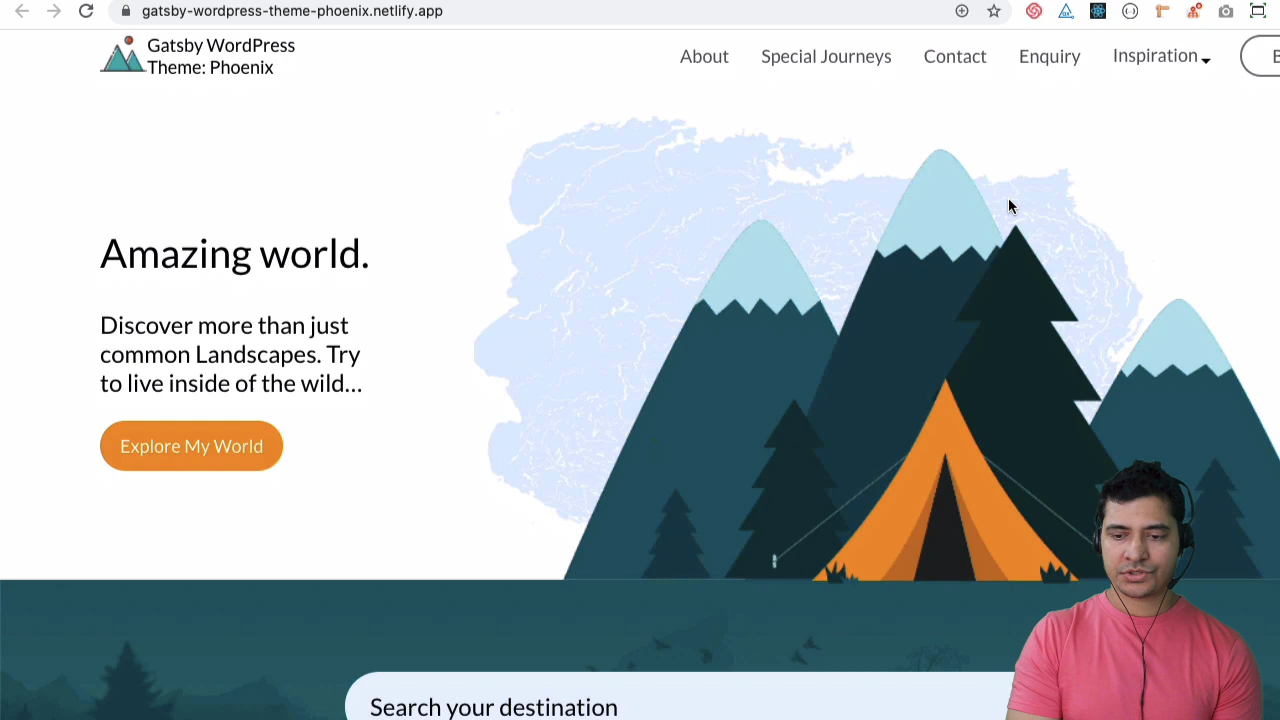 gatsby-wordpress-theme-phoenix.netlify.app
Gatsby WordPress
Theme: Phoenix
About Special Journeys Contact Enquiry Inspiration
Amazing world.
Discover more than just
common Landscapes. Try
to live inside of the wild...
Explore My World
Search your destination